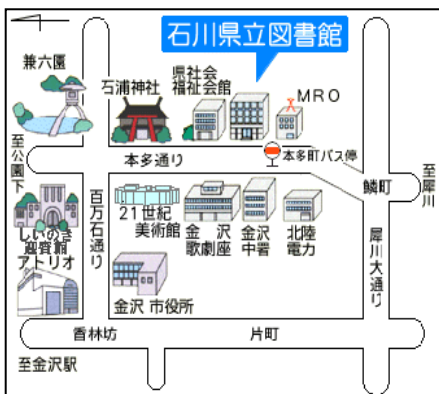 石川県立図書館
兼六園
石浦神社
県社会
福祉会館
MRO
至公園下
本多通り
本多町バス停
至犀川
鱗町
百万石通り
しいのき
迎賓館
アトリオ
21世紀
美術館
金沢
歌劇座
金沢
中署
北陸
電力
犀川大通り
金沢市役所
香林坊
片町
至金沢駅